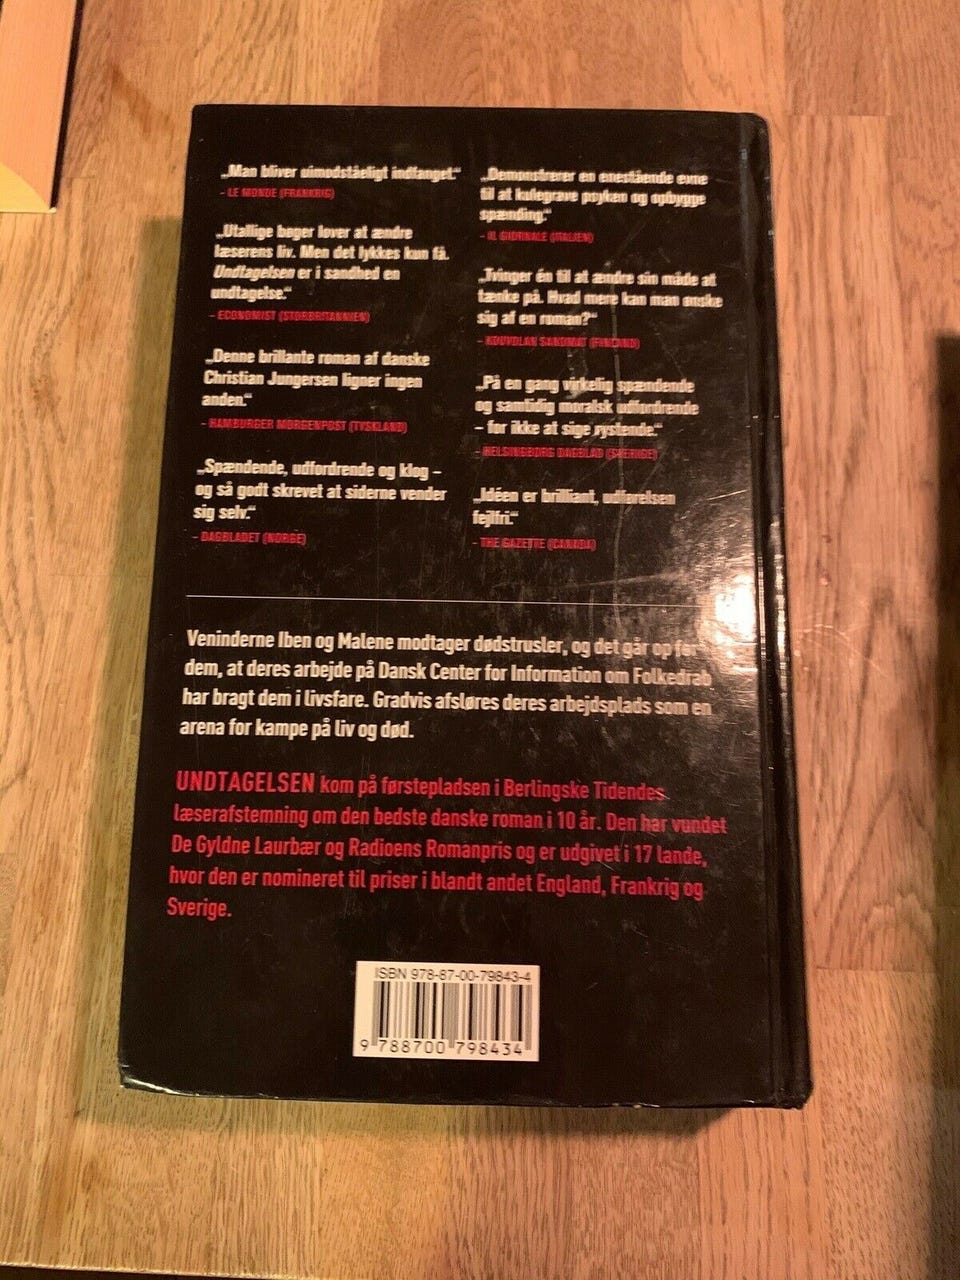 „Man bliver uimodståeligt indfanget.“
– LE MONDE (FRANKRIG)
„Utallige bøger lover at ændre
læserens liv. Men det lykkes kun få.
Undtagelsen er i sandhed en
undtagelse.“
– ECONOMIST (STORBRITANNIEN)
„Denne brillante roman af danske
Christian Jungersen ligner ingen
anden.“
– HAMBURGER MORGENPOST (TYSKLAND)
„Spændende, udfordrende og klog –
og så godt skrevet at siderne vender
sig selv.“
– DAGBLADET (NORGE)
„Demonstrerer en enestående evne
til at kulegrave psyken og opbygge
spænding.“
– IL GIORNALE (ITALIEN)
„Tvinger én til at ændre sin måde at
tænke på. Hvad mere kan man ønske
sig af en roman?“
– KOUVOLAN SANOMAT (FINLAND)
„På en gang virkelig spændende
og samtidig moralsk udfordrende
– for ikke at sige rystende.“
– HELSINGBORG DAGBLAD (SVERIGE)
„Idéen er brilliant, udførelsen
fejlfri.“
– THE GAZETTE (CANADA)
Veninderne Iben og Malene modtager dødstrusler, og det går op for
dem, at deres arbejde på Dansk Center for Information om Folkedrab
har bragt dem i livsfare. Gradvis afsløres deres arbejdsplads som en
arena for kampe på liv og død.
UNDTAGELSEN kom på førstepladsen i Berlingske Tidendes
læserafstemning om den bedste danske roman i 10 år. Den har vundet
De Gyldne Laurbær og Radioens Romanpris og er udgivet i 17 lande,
hvor den er nomineret til priser i blandt andet England, Frankrig og
Sverige.
ISBN 978-87-00-79843-4
9 788700 798434